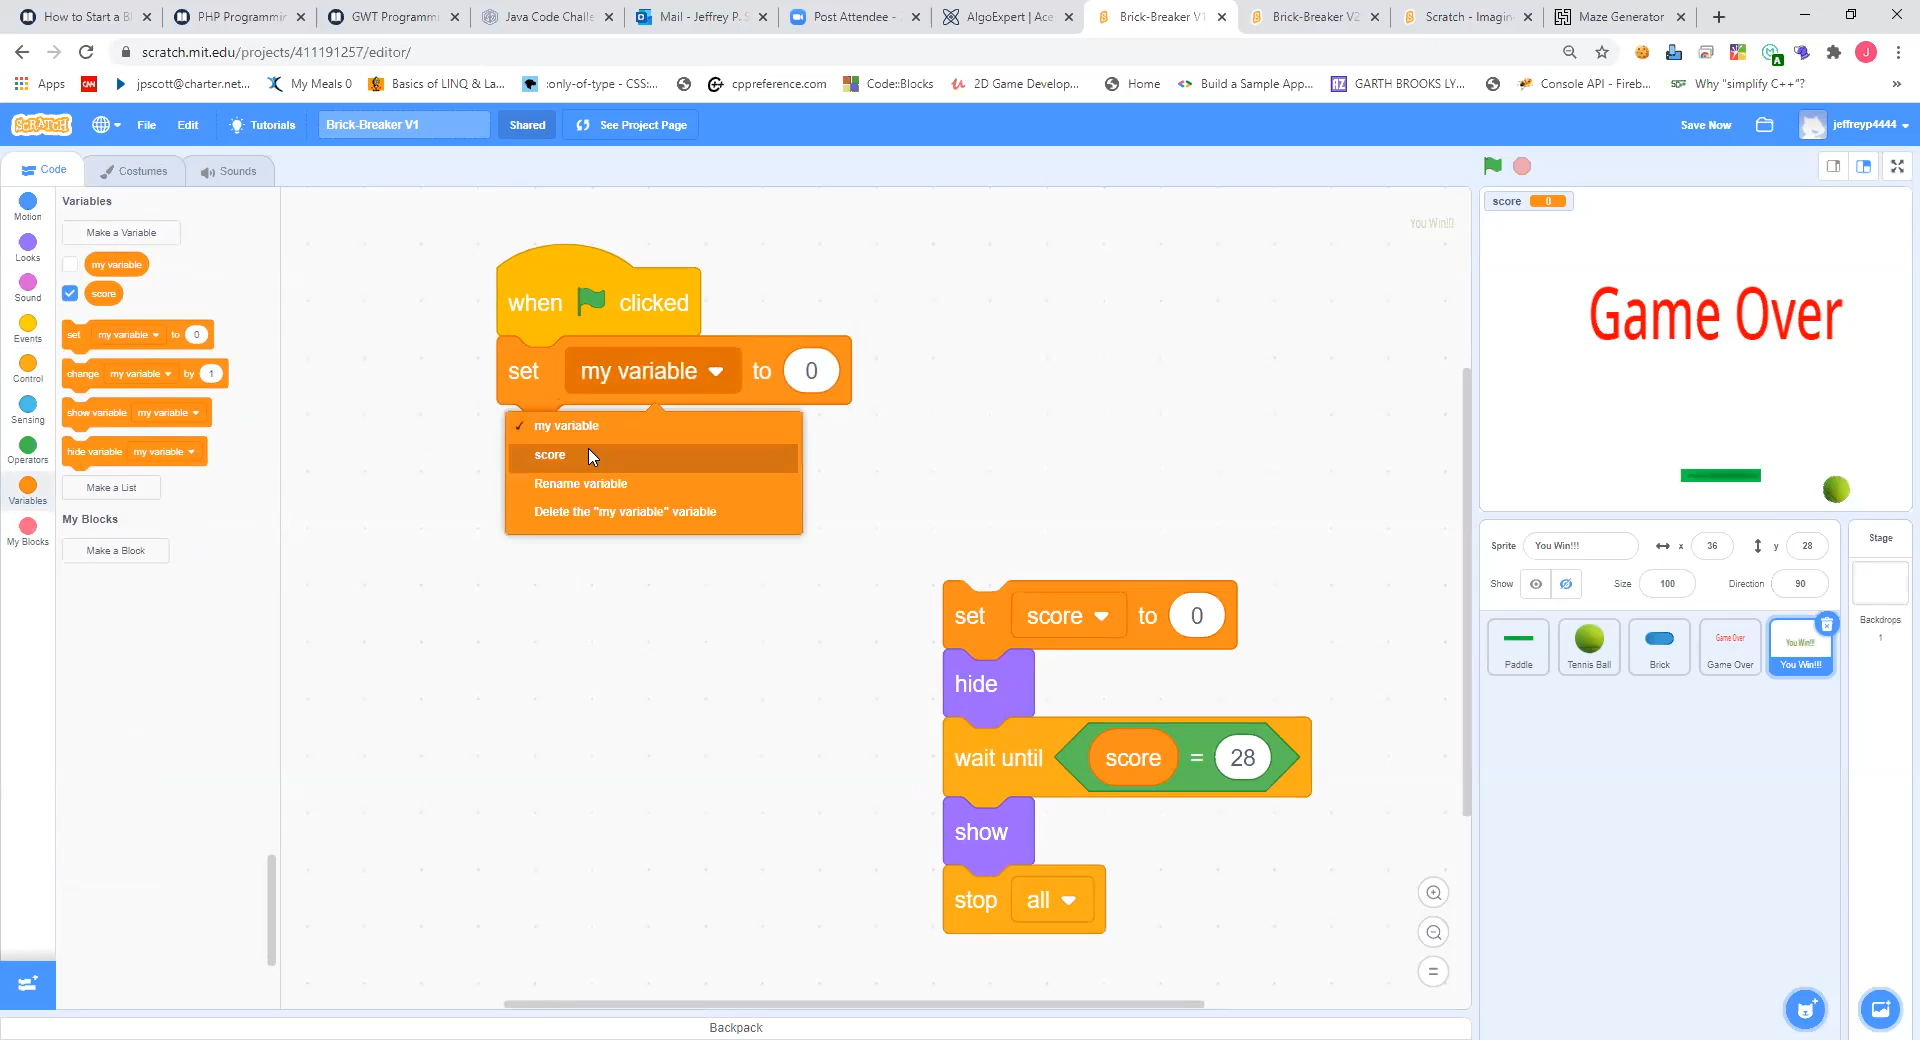 How to Start a B
PHP Programmin
GWT Programmi
Java Code Challe
Mail - Jeffrey P. S
Post Attendee -
AlgoExpert | Ace
Brick-Breaker V1
Brick-Breaker V2
Scratch - Imagin
Maze Generator
scratch.mit.edu/projects/411191257/editor/
A
J
Apps
CNN
jpscott@charter.net...
My Meals 0
Basics of LINQ & La...
:only-of-type - CSS:...
cppreference.com
Code::Blocks
2D Game Develop...
Home
Build a Sample App...
GARTH BROOKS LY...
Console API - Fireb...
Why "simplify C++"?
SCRATCH
File
Edit
Tutorials
Brick-Breaker V1
Shared
See Project Page
Save Now
jeffreyp4444
Code
Costumes
Sounds
Motion
Looks
Sound
Events
Control
Sensing
Operators
Variables
My Blocks
Variables
Make a Variable
my variable
score
set my variable to 0
change my variable by 1
show variable my variable
hide variable my variable
Make a List
My Blocks
Make a Block
You Win!!!
when clicked
set my variable to 0
my variable
score
Rename variable
Delete the "my variable" variable
set score to 0
hide
wait until score = 28
show
stop all
Backpack
score 0
Game Over
Sprite You Win!!! x 36 y 28
Show Size 100 Direction 90
Paddle
Tennis Ball
Brick
Game Over
Game Over
You Win!!!
You Win!!!
Stage
Backdrops
1